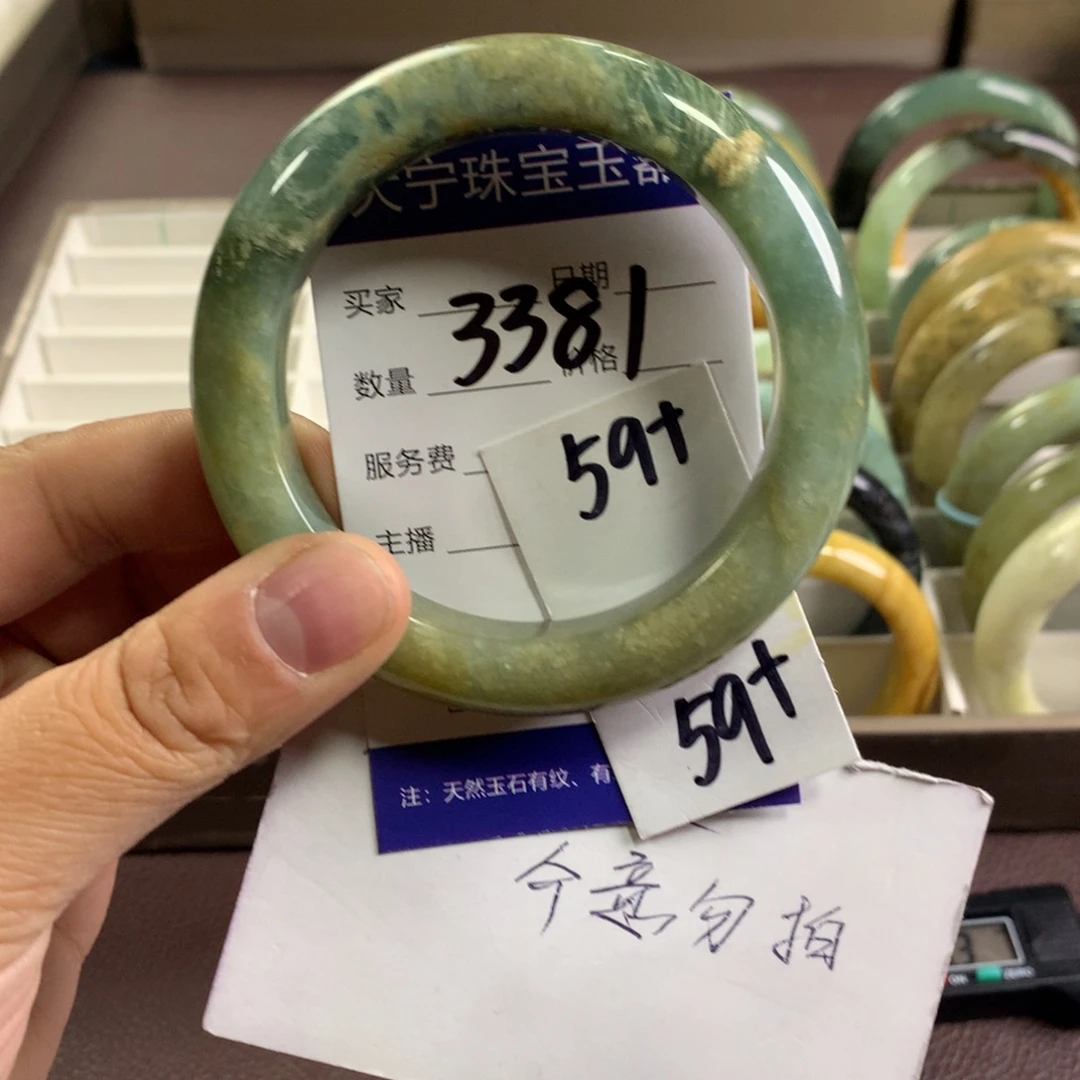 宁珠宝玉
买家 日期
3381
数量 价格
59+
服务费
主播
59+
注：天然玉石有纹、有
介意勿拍